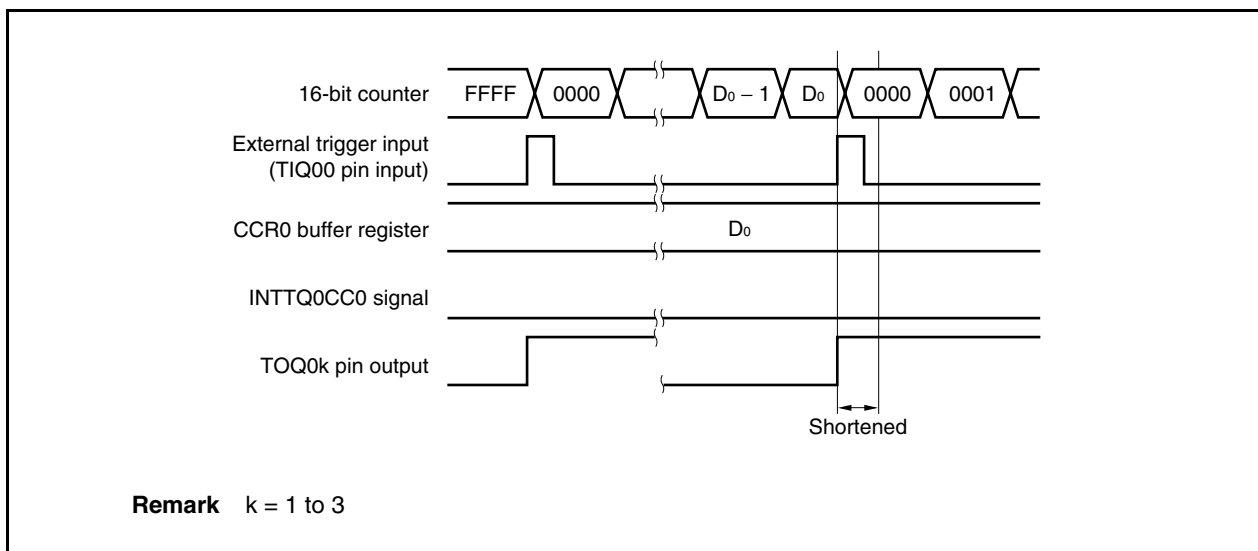 16-bit counter FFFF 0000 D₀ − 1 D₀ 0000 0001
External trigger input
(TIQ00 pin input)
CCR0 buffer register D₀
INTTQ0CC0 signal
TOQ0k pin output
Shortened
Remark k = 1 to 3